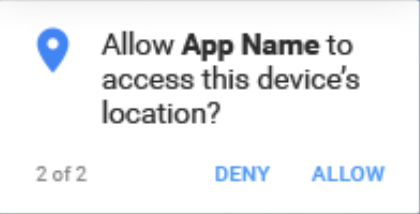 Allow App Name to
access this device's
location?
2 of 2 DENY ALLOW